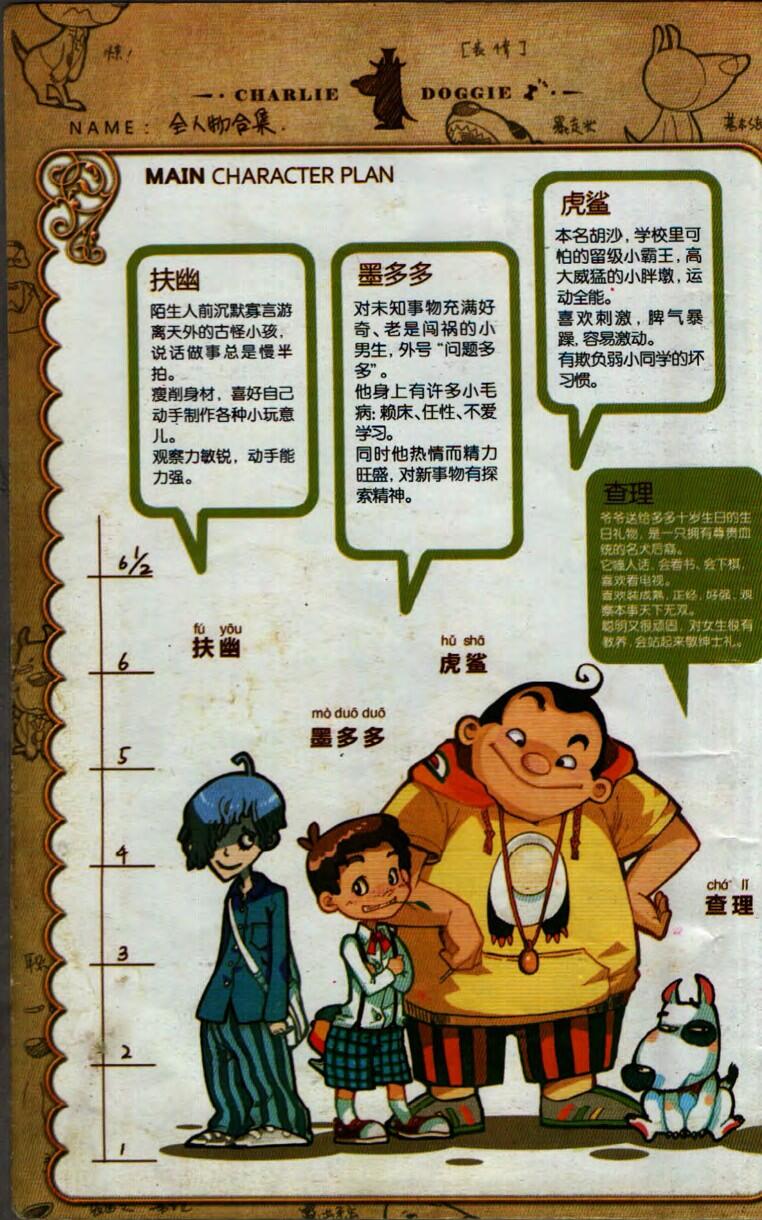 惊!
[表情]
CHARLIE DOGGIE
NAME: 全人物合集.
暴走半
基本
MAIN CHARACTER PLAN
扶幽
陌生人前沉默寡言游
离天外的古怪小孩,
说话做事总是慢半
拍。
瘦削身材，喜好自己
动手制作各种小玩意
儿。
观察力敏锐，动手能
力强。
墨多多
对未知事物充满好
奇、老是闯祸的小
男生，外号“问题多
多”。
他身上有许多小毛
病: 赖床、任性、不爱
学习。
同时他热情而精力
旺盛，对新事物有探
索精神。
虎鲨
本名胡沙，学校里可
怕的留级小霸王，高
大威猛的小胖墩，运
动全能。
喜欢刺激，脾气暴
躁，容易激动。
有欺负弱小同学的坏
习惯。
查理
爷爷送给多多十岁生日的生
日礼物，是一只拥有尊贵血
统的名犬后裔。
它懂人话，会看书、会下棋，
喜欢看电视。
喜欢装成熟，正经，好强，观
察本事天下无双。
聪明又很顽固，对女生很有
教养，会站起来敬绅士礼。
6 1/2
6
5
4
3
2
1
fú yōu
扶幽
mò duō duō
墨多多
hǔ shā
虎鲨
chá lǐ
查理